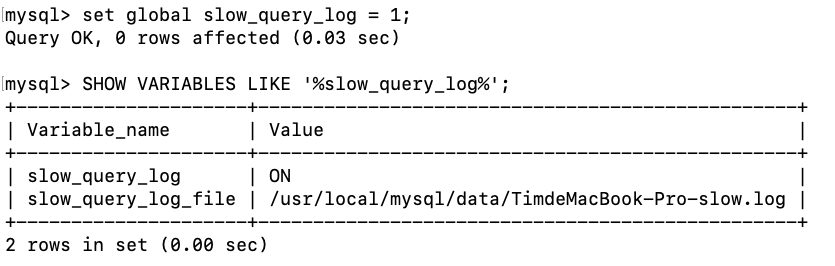 mysql> set global slow_query_log = 1;
Query OK, 0 rows affected (0.03 sec)
mysql> SHOW VARIABLES LIKE '%slow_query_log%';
+---------------------+-------------------------------------------------+
| Variable_name       | Value                                           |
+---------------------+-------------------------------------------------+
| slow_query_log      | ON                                              |
| slow_query_log_file | /usr/local/mysql/data/TimdeMacBook-Pro-slow.log |
+---------------------+-------------------------------------------------+
2 rows in set (0.00 sec)